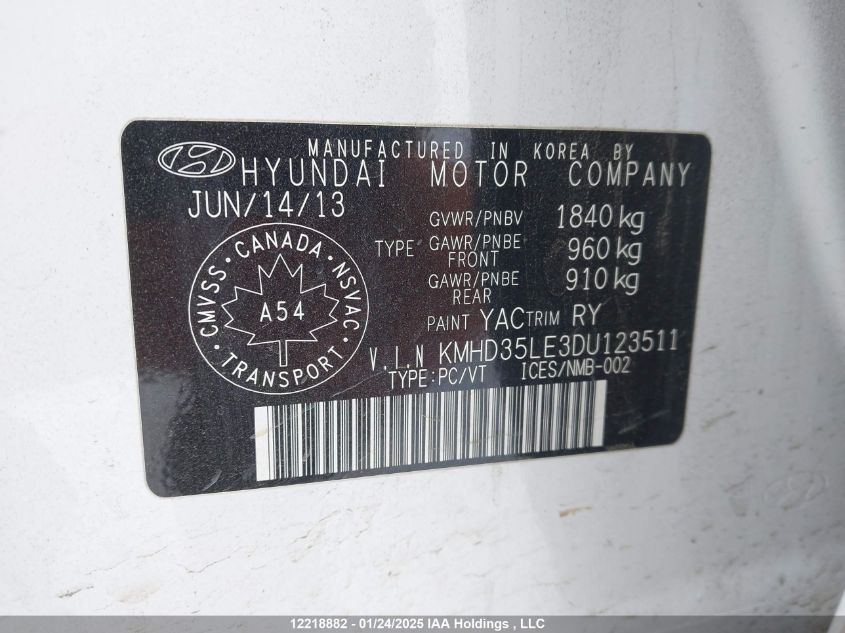 MANUFACTURED IN KOREA BY
HYUNDAI MOTOR COMPANY
JUN/14/13
GVWR/PNBV 1840 kg
TYPE GAWR/PNBE FRONT 960 kg
GAWR/PNBE REAR 910 kg
PAINT YAC TRIM RY
CMVSS · CANADA · NSVAC · TRANSPORT ·
A54
V.I.N KMHD35LE3DU123511
TYPE:PC/VT ICES/NMB-002
12218882 - 01/24/2025 IAA Holdings , LLC